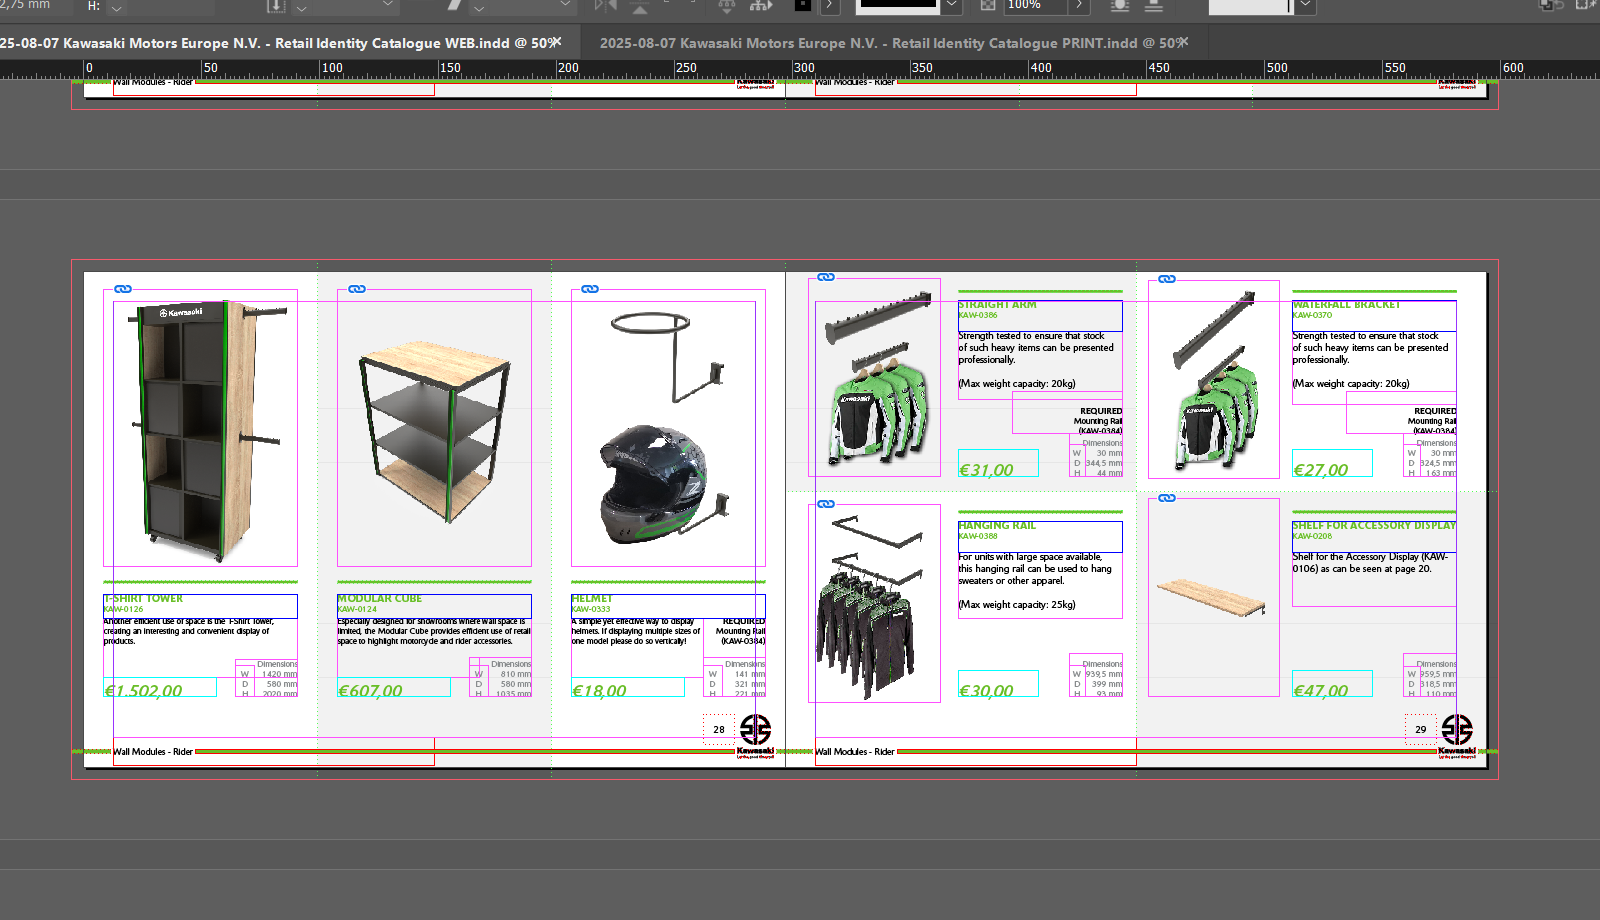 2,75 mm
H:
100%
25-08-07 Kawasaki Motors Europe N.V. - Retail Identity Catalogue WEB.indd @ 50%
2025-08-07 Kawasaki Motors Europe N.V. - Retail Identity Catalogue PRINT.indd @ 50%
0 50 100 150 200 250 300 350 400 450 500 550 600
Wall Modules - Rider
Wall Modules - Rider
Kawasaki
T-SHIRT TOWER
KAW-0126
Another efficient use of space is the T-Shirt Tower,
creating an interesting and convenient display of
products.
Dimensions
W 1420 mm
D 580 mm
H 2020 mm
€1.502,00
MODULAR CUBE
KAW-0124
Especially designed for showrooms where wall space is
limited, the Modular Cube provides efficient use of retail
space to highlight motorcycle and rider accessories.
Dimensions
W 810 mm
D 580 mm
H 1035 mm
€607,00
HELMET
KAW-0333
A simple yet effective way to display
helmets. If displaying multiple sizes of
one model please do so vertically!
REQUIRED
Mounting Rail
(KAW-0384)
Dimensions
W 141 mm
D 321 mm
H 221 mm
€18,00
28
Kawasaki
Wall Modules - Rider
STRAIGHT ARM
KAW-0386
Strength tested to ensure that stock
of such heavy items can be presented
professionally.
(Max weight capacity: 20kg)
REQUIRED
Mounting Rail
(KAW-0384)
Dimensions
W 30 mm
D 344,5 mm
H 44 mm
€31,00
WATERFALL BRACKET
KAW-0370
Strength tested to ensure that stock
of such heavy items can be presented
professionally.
(Max weight capacity: 20kg)
REQUIRED
Mounting Rail
(KAW-0384)
Dimensions
W 30 mm
D 324,5 mm
H 163 mm
€27,00
HANGING RAIL
KAW-0388
For units with large space available,
this hanging rail can be used to hang
sweaters or other apparel.
(Max weight capacity: 25kg)
Dimensions
W 939,5 mm
D 399 mm
H 93 mm
€30,00
SHELF FOR ACCESSORY DISPLAY
KAW-0208
Shelf for the Accessory Display (KAW-
0106) as can be seen at page 20.
Dimensions
W 959,5 mm
D 318,5 mm
H 110 mm
€47,00
29
Kawasaki
Wall Modules - Rider